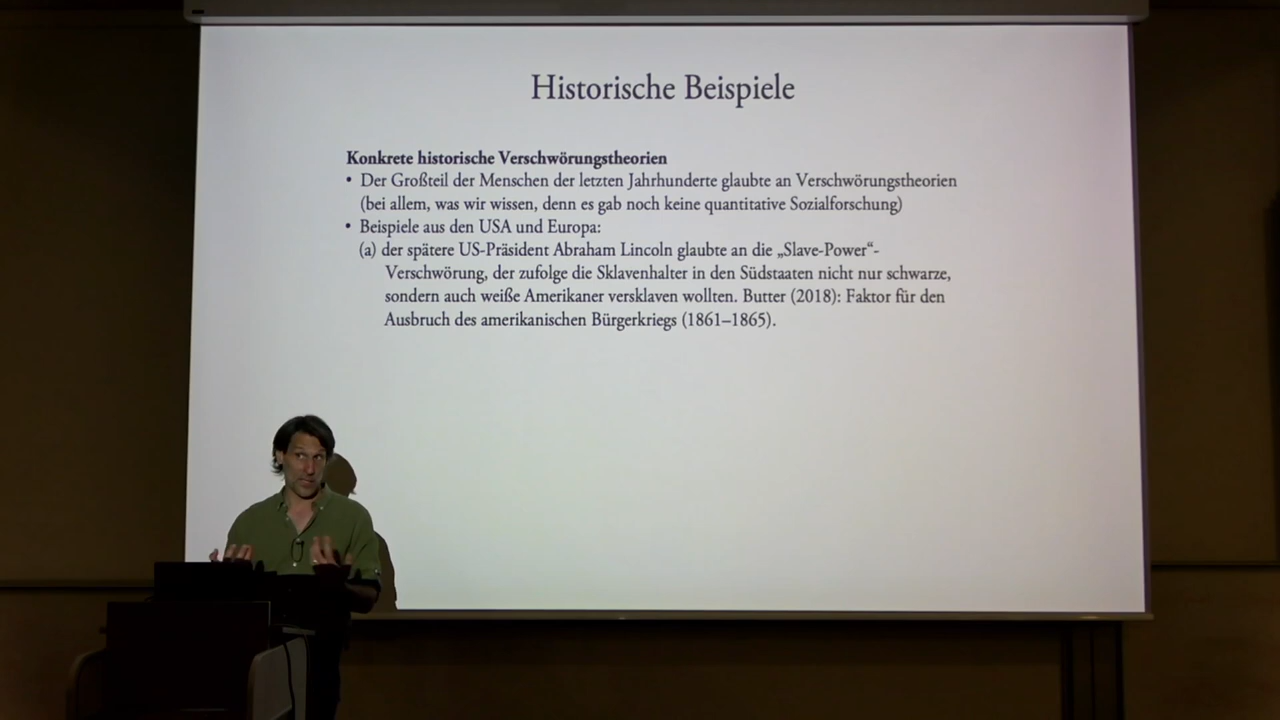 Historische Beispiele
Konkrete historische Verschwörungstheorien
• Der Großteil der Menschen der letzten Jahrhunderte glaubte an Verschwörungstheorien
(bei allem, was wir wissen, denn es gab noch keine quantitative Sozialforschung)
• Beispiele aus den USA und Europa:
(a) der spätere US-Präsident Abraham Lincoln glaubte an die „Slave-Power“-
Verschwörung, der zufolge die Sklavenhalter in den Südstaaten nicht nur schwarze,
sondern auch weiße Amerikaner versklaven wollten. Butter (2018): Faktor für den
Ausbruch des amerikanischen Bürgerkriegs (1861–1865).